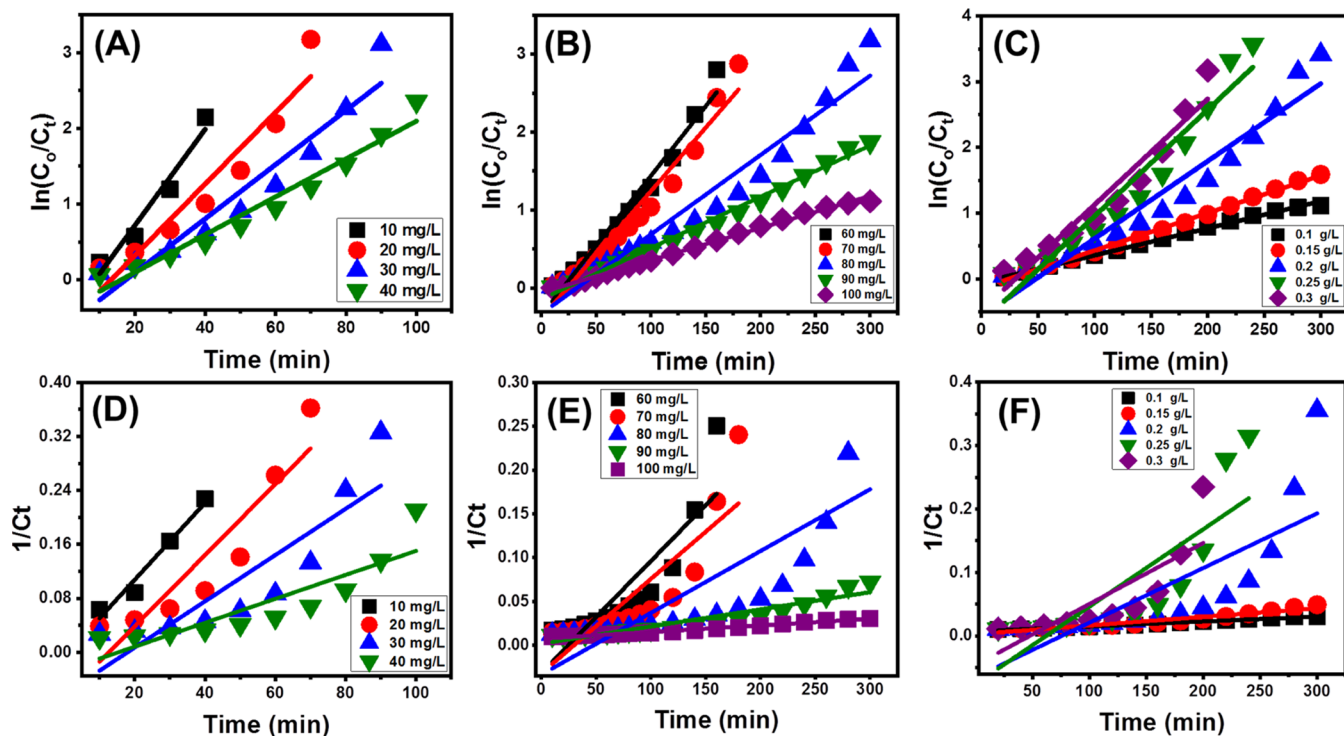 (A)
ln(Co/Ct)
3
2
1
0
20 40 60 80 100
Time (min)
10 mg/L
20 mg/L
30 mg/L
40 mg/L
(B)
ln(Co/Ct)
4
3
2
1
0
0 50 100 150 200 250 300
Time (min)
60 mg/L
70 mg/L
80 mg/L
90 mg/L
100 mg/L
(C)
ln(Co/Ct)
4
3
2
1
0
0 50 100 150 200 250 300
Time (min)
0.1 g/L
0.15 g/L
0.2 g/L
0.25 g/L
0.3 g/L
(D)
1/Ct
0.40
0.32
0.24
0.16
0.08
0.00
20 40 60 80 100
Time (min)
10 mg/L
20 mg/L
30 mg/L
40 mg/L
(E)
1/Ct
0.30
0.25
0.20
0.15
0.10
0.05
0.00
0 50 100 150 200 250 300
Time (min)
60 mg/L
70 mg/L
80 mg/L
90 mg/L
100 mg/L
(F)
1/Ct
0.4
0.3
0.2
0.1
0.0
50 100 150 200 250 300
Time (min)
0.1 g/L
0.15 g/L
0.2 g/L
0.25 g/L
0.3 g/L